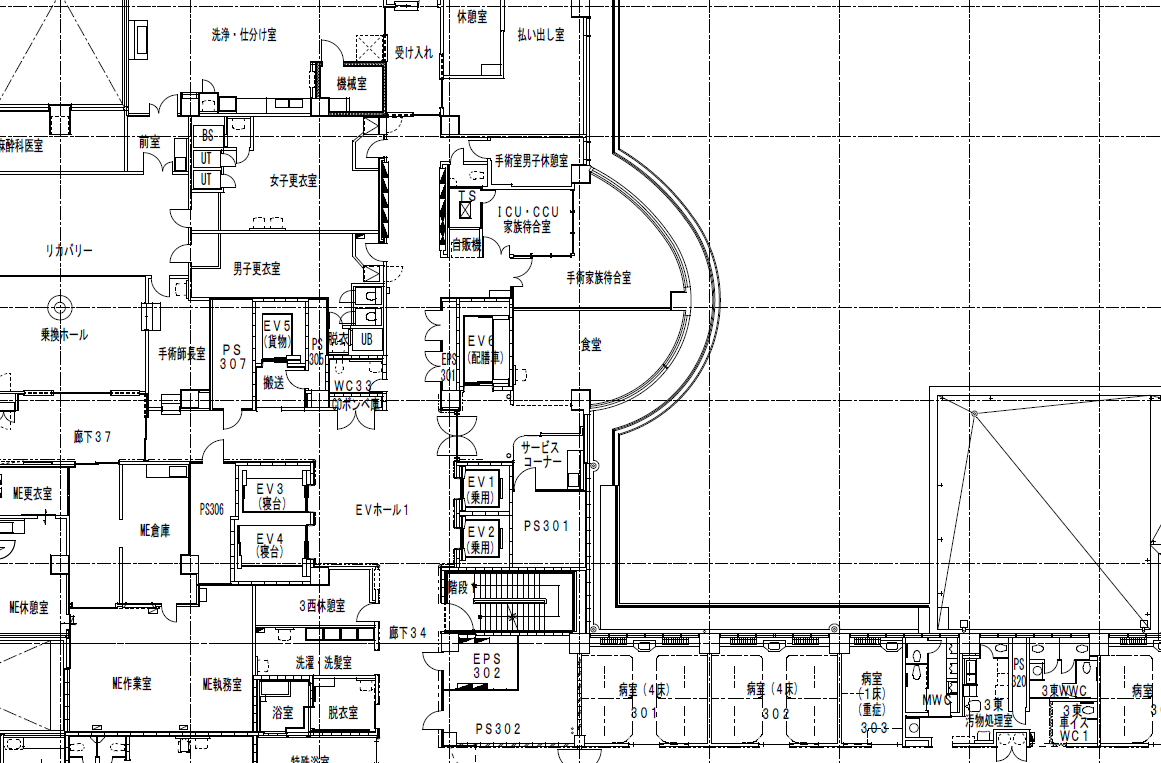 洗浄・仕分け室
休憩室
払い出し室
受け入れ
機械室
麻酔科医室
前室
BS
UT
UT
女子更衣室
手術室男子休憩室
TS
ICU・CCU
家族待合室
自販機
リカバリー
男子更衣室
手術家族待合室
乗換ホール
手術師長室
PS
307
EV5
(貨物)
搬送
PS
305
脱衣
UB
WC33
EPS
301
EV6
(配膳車)
食堂
O2ボンベ庫
廊下37
サービス
コーナー
ME更衣室
ME倉庫
PS306
EV3
(寝台)
EV4
(寝台)
EVホール1
EV1
(乗用)
EV2
(乗用)
PS301
ME休憩室
3西休憩室
階段1
廊下34
洗濯・洗髪室
EPS
302
ME作業室
ME執務室
浴室
脱衣室
PS302
病室(4床)
301
病室(4床)
302
病室
(1床)
(重症)
303
MWC
3東
汚物処理室
PS
320
3東WWC
3東
車イス
WC1
病室
特殊浴室